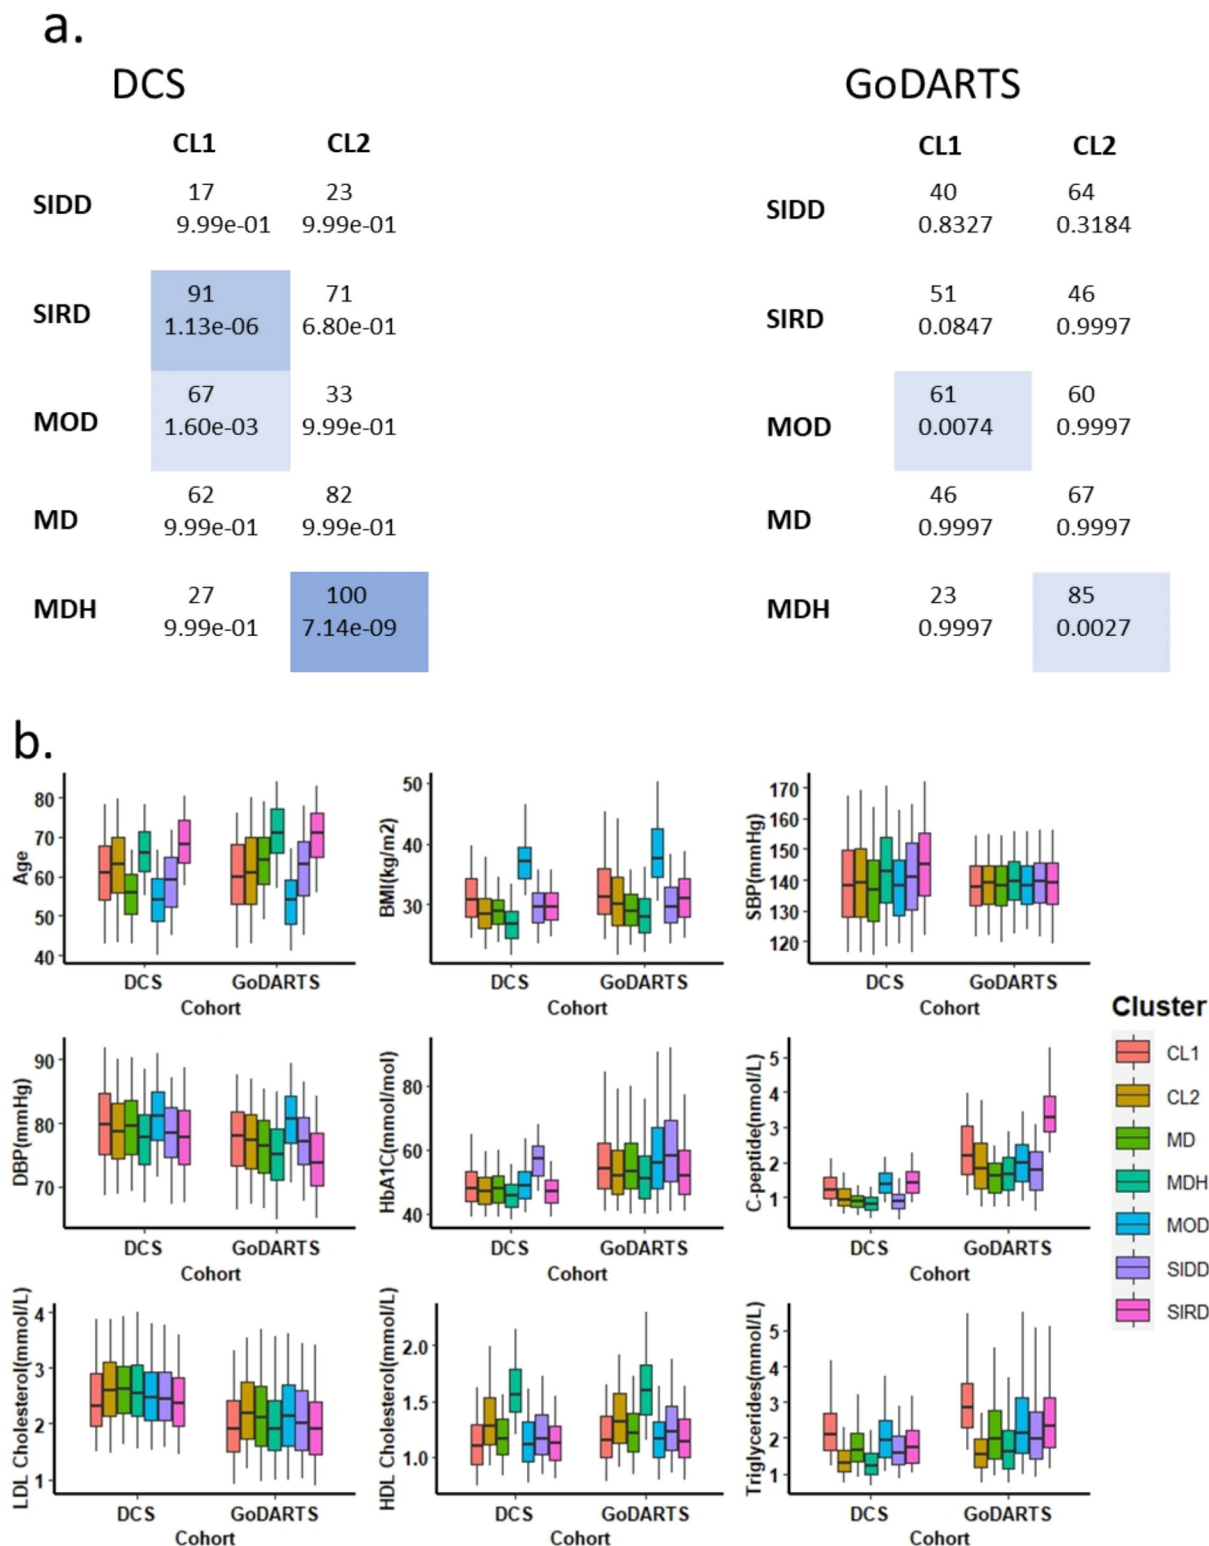 a.
DCS
CL1 CL2
SIDD
17 23
9.99e-01 9.99e-01
SIRD
91 71
1.13e-06 6.80e-01
MOD
67 33
1.60e-03 9.99e-01
MD
62 82
9.99e-01 9.99e-01
MDH
27 100
9.99e-01 7.14e-09
GoDARTS
CL1 CL2
SIDD
40 64
0.8327 0.3184
SIRD
51 46
0.0847 0.9997
MOD
61 60
0.0074 0.9997
MD
46 67
0.9997 0.9997
MDH
23 85
0.9997 0.0027
b.
Age
80
70
60
50
40
DCS GoDARTS
Cohort
BMI(kg/m2)
50
40
30
DCS GoDARTS
Cohort
SBP(mmHg)
170
160
150
140
130
120
DCS GoDARTS
Cohort
DBP(mmHg)
90
80
70
DCS GoDARTS
Cohort
HbA1C(mmol/mol)
80
60
40
DCS GoDARTS
Cohort
C-peptide(nmol/L)
5
4
3
2
1
DCS GoDARTS
Cohort
LDL Cholesterol(mmol/L)
4
3
2
1
DCS GoDARTS
Cohort
HDL Cholesterol(mmol/L)
2.0
1.5
1.0
DCS GoDARTS
Cohort
Triglycerides(mmol/L)
5
4
3
2
1
DCS GoDARTS
Cohort
Cluster
CL1
CL2
MD
MDH
MOD
SIDD
SIRD